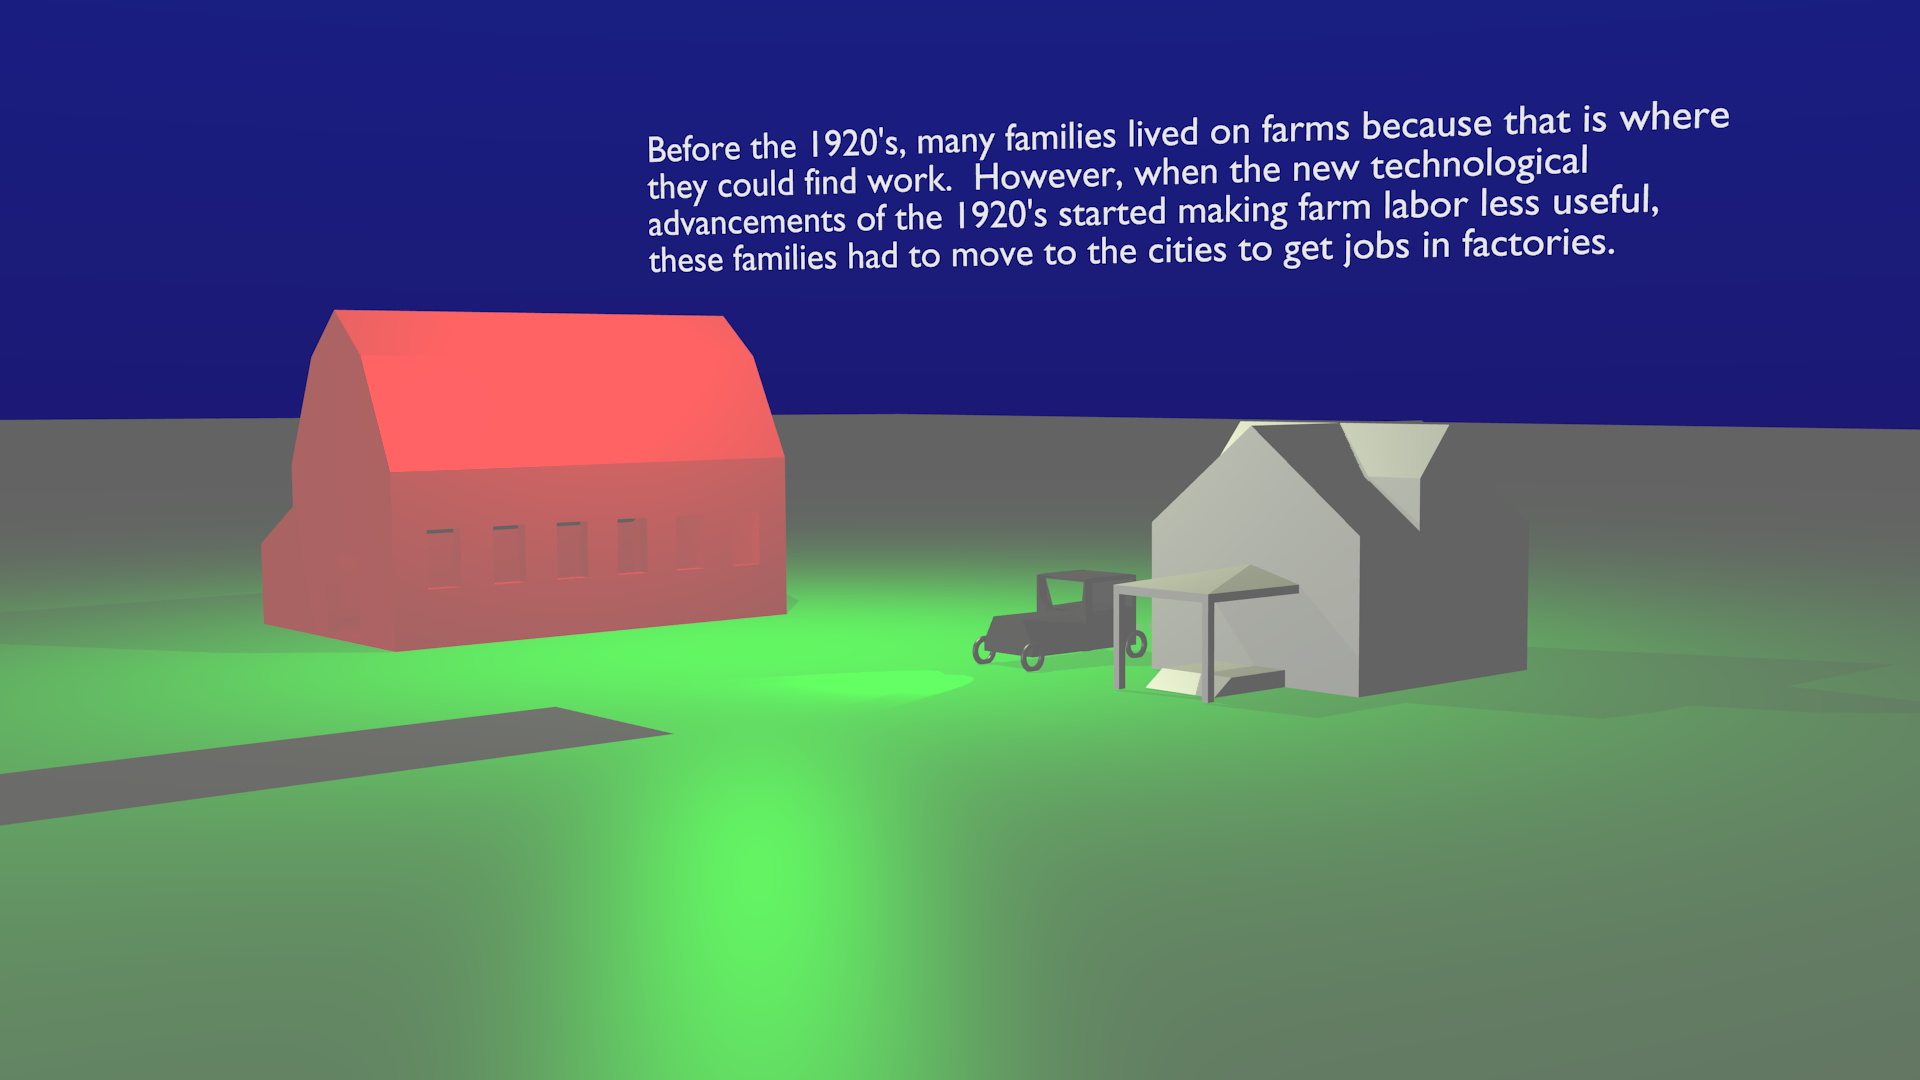 Before the 1920's, many families lived on farms because that is where
they could find work.  However, when the new technological
advancements of the 1920's started making farm labor less useful,
these families had to move to the cities to get jobs in factories.